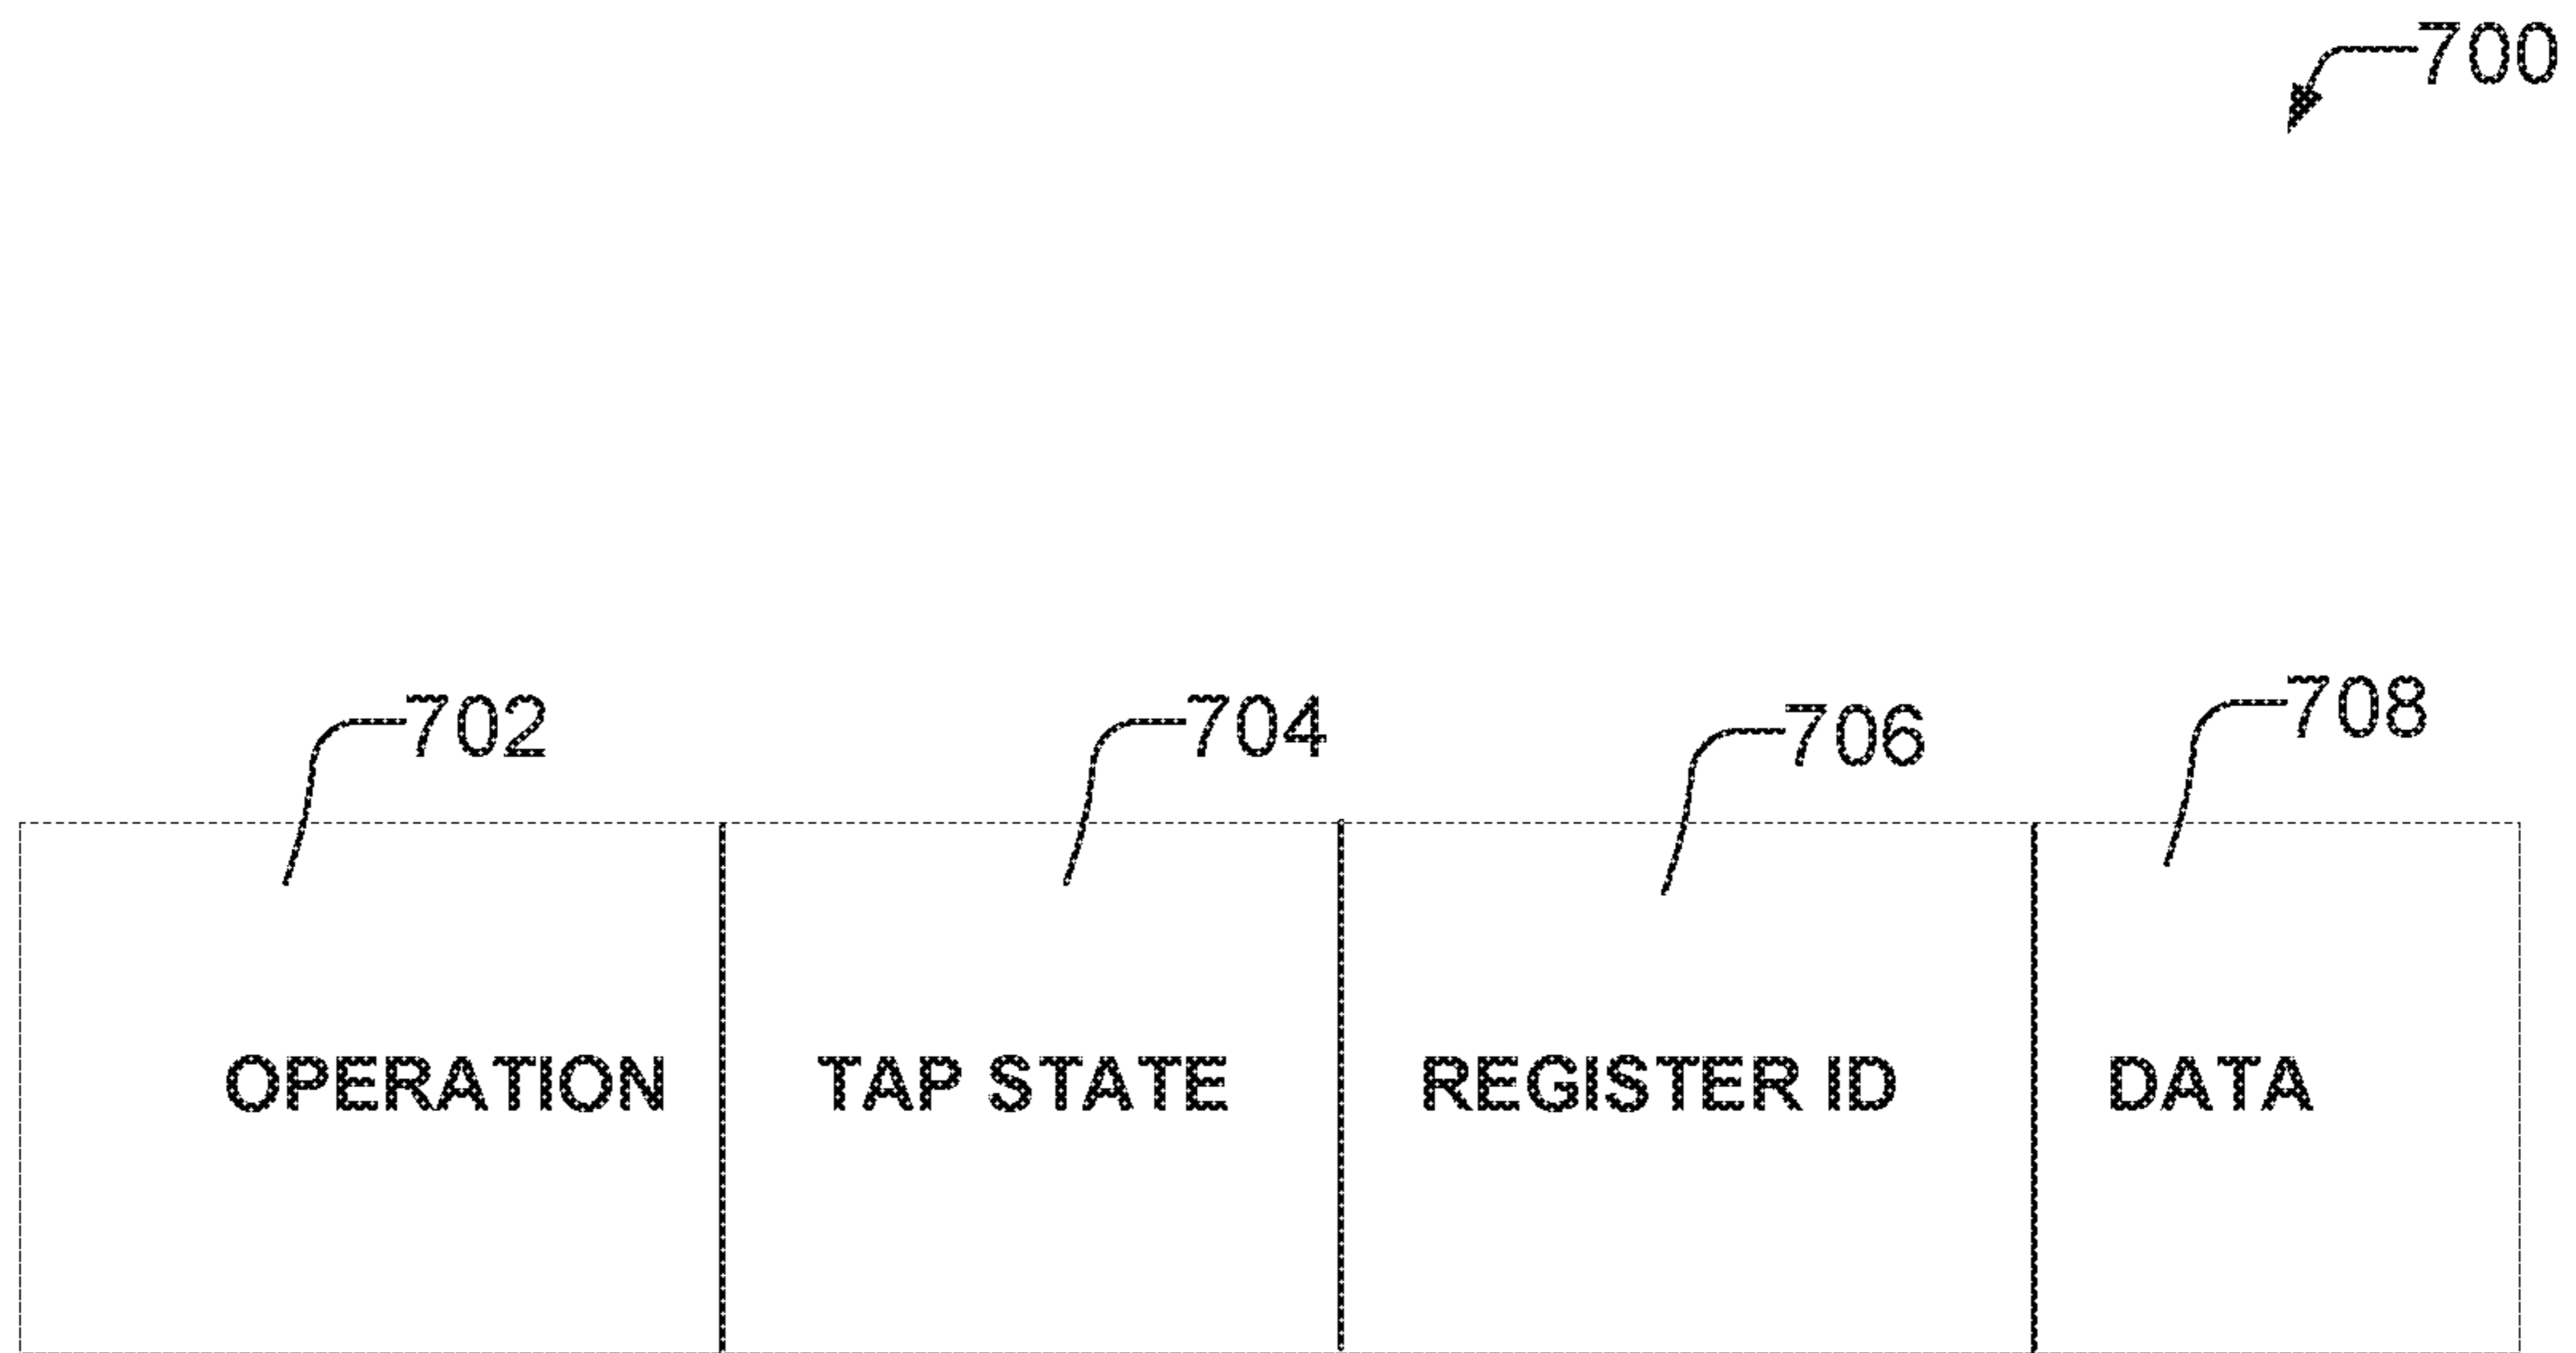 700
702 704 706 708
OPERATION TAP STATE REGISTER ID DATA